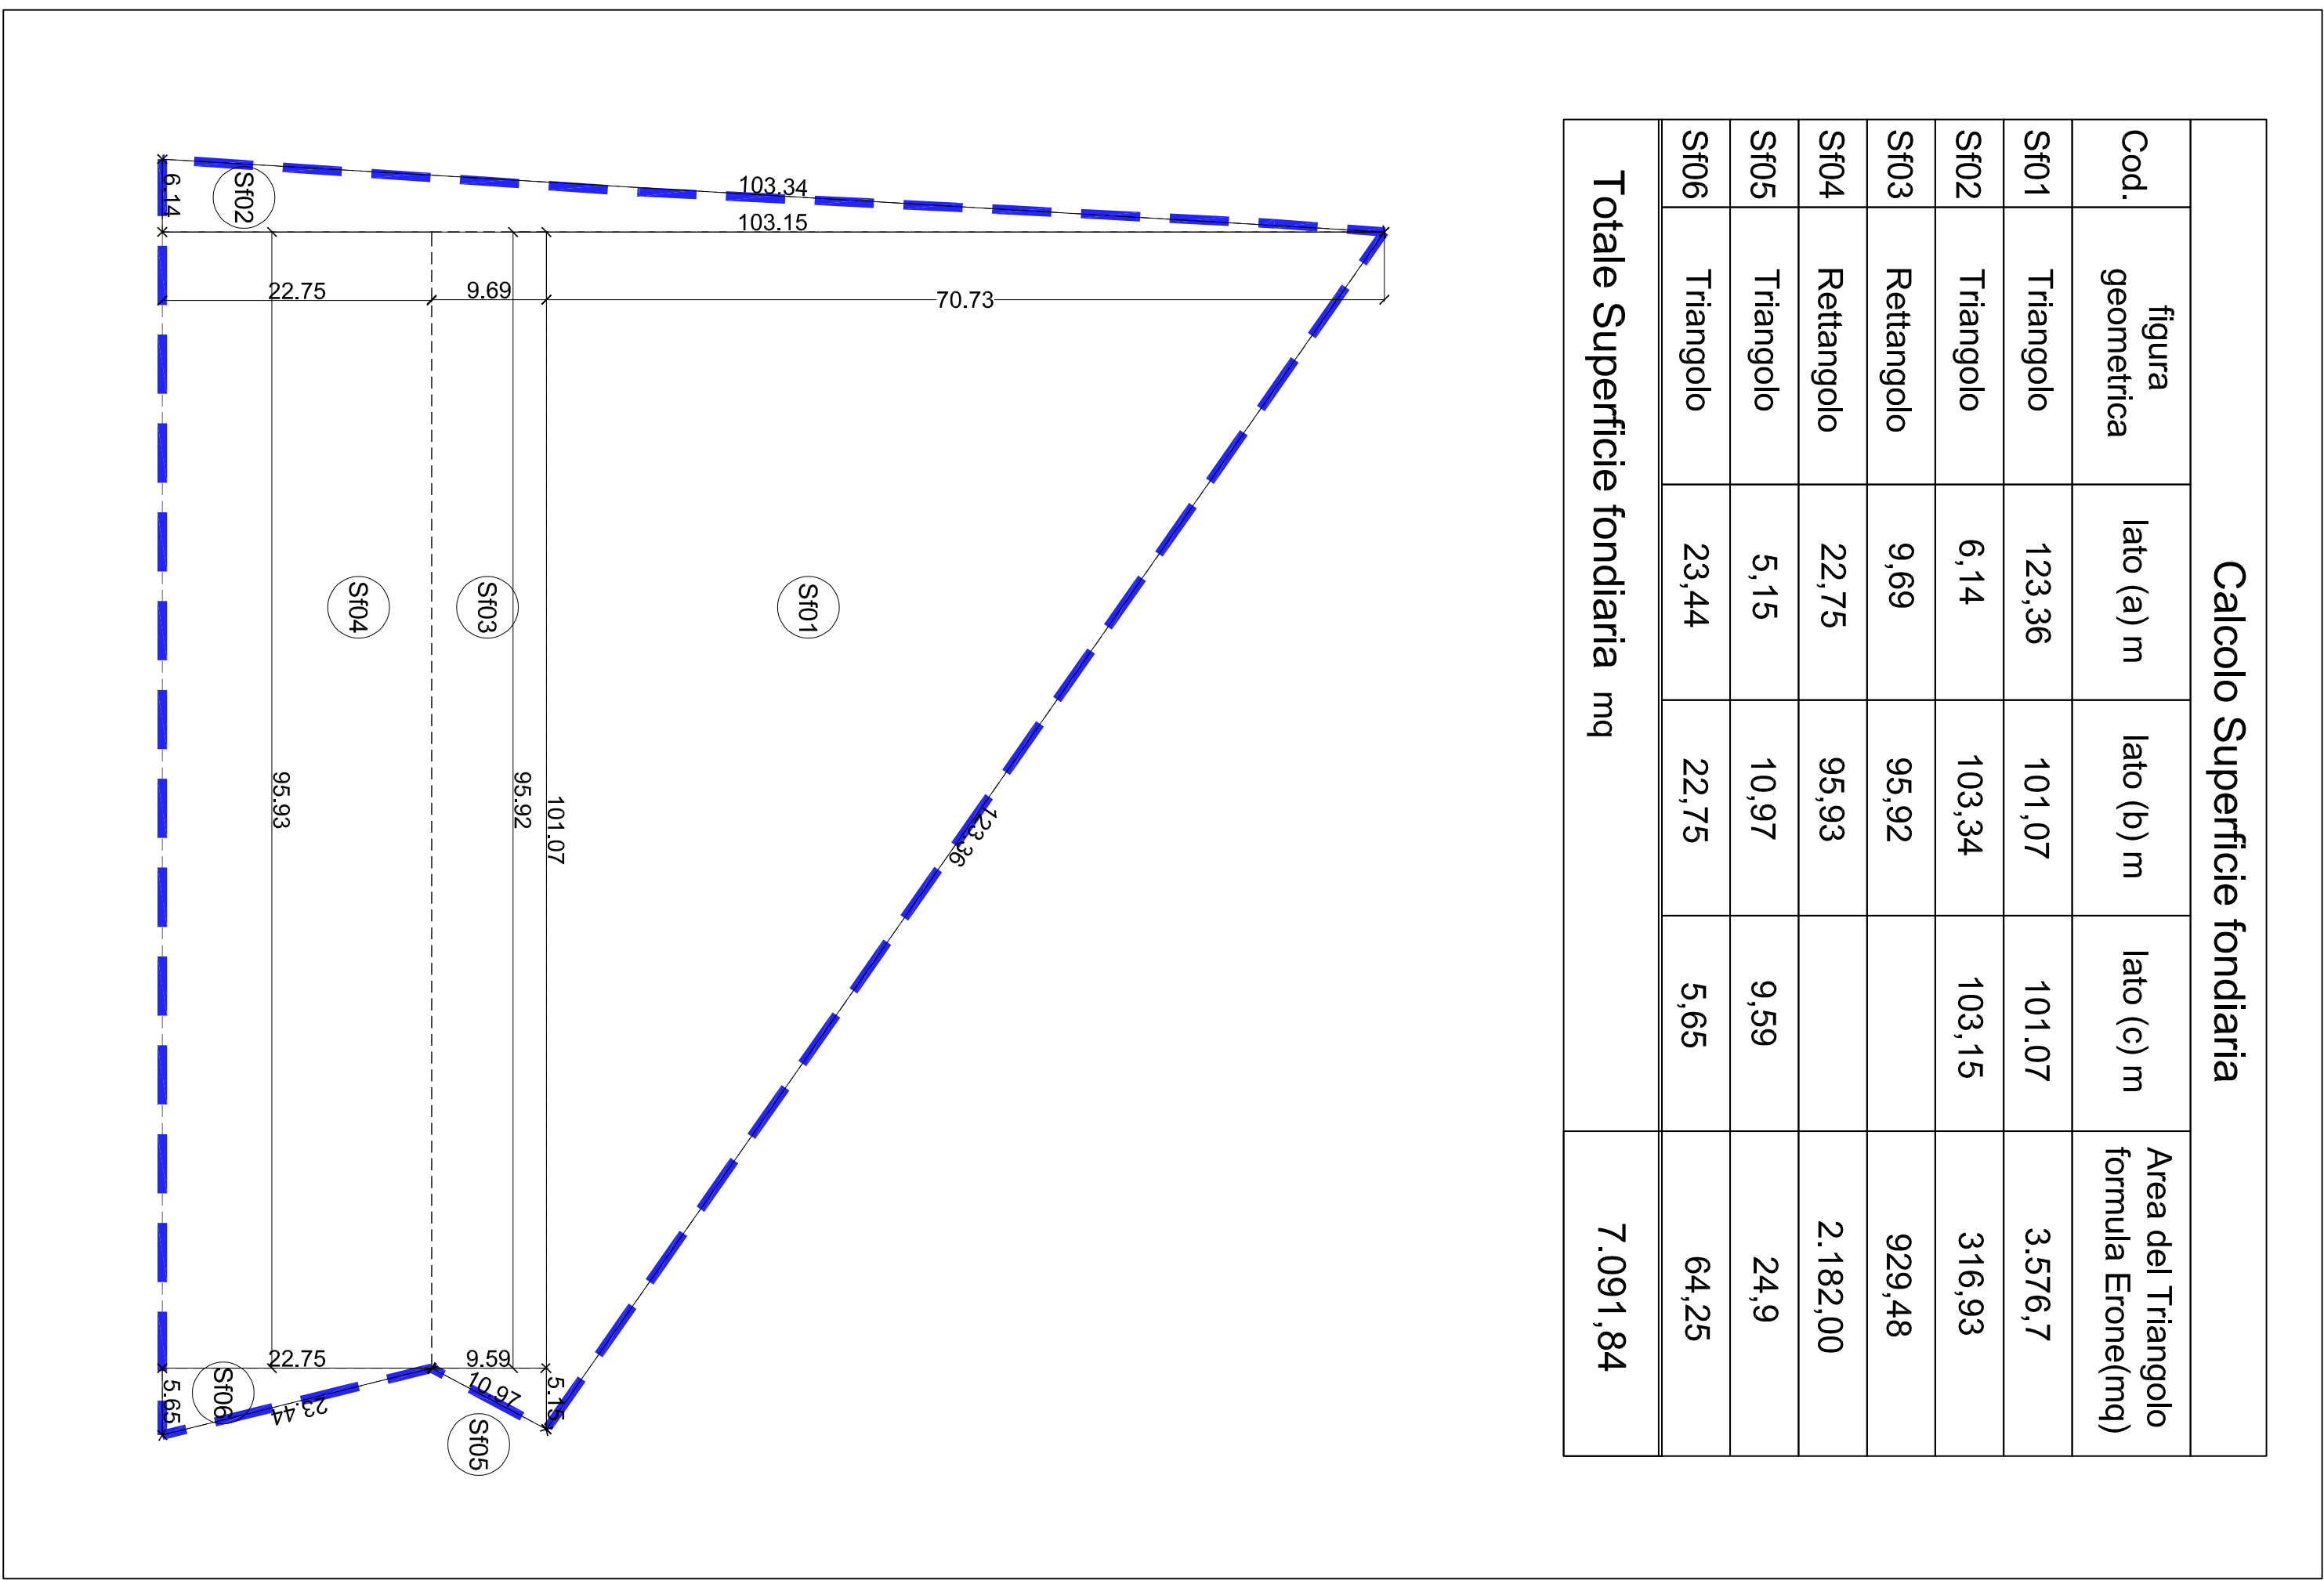 Calcolo Superficie fondiaria
Cod. figura geometrica lato (a) m lato (b) m lato (c) m Area del Triangolo formula Erone(mq)
Sf01 Triangolo 123,36 101,07 101.07 3.576,7
Sf02 Triangolo 6,14 103,34 103,15 316,93
Sf03 Rettangolo 9,69 95,92 929,48
Sf04 Rettangolo 22,75 95,93 2.182,00
Sf05 Triangolo 5,15 10,97 9,59 24,9
Sf06 Triangolo 23,44 22,75 5,65 64,25
Totale Superficie fondiaria mq 7.091,84
103.34
103.15
6.14
Sf02
22.75
9.69
70.73
Sf04
Sf03
Sf01
95.93
95.92
101.07
123.36
22.75
9.59
10.97
5.15
5.65
Sf06
23.44
Sf05